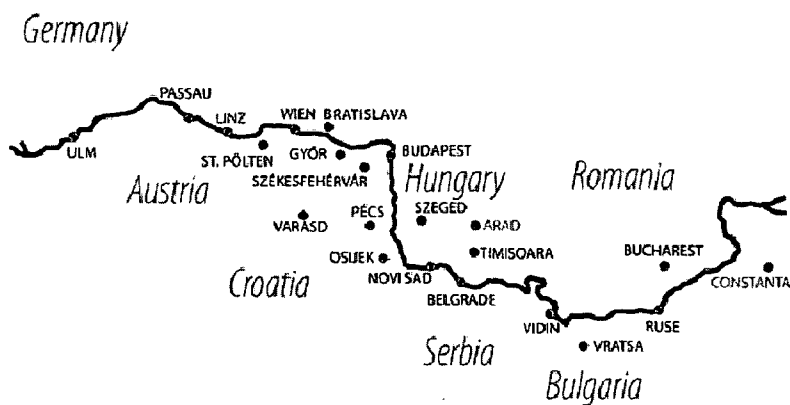 Germany
PASSAU
LINZ
WIEN BRATISLAVA
ULM
ST. PÖLTEN
GYŐR
BUDAPEST
SZÉKESFEHÉRVÁR
Austria
Hungary
Romania
VARASD
PÉCS
SZEGED
ARAD
OSIJEK
TIMISOARA
BUCHAREST
Croatia
NOVI SAD
BELGRADE
CONSTANTA
VIDIN
RUSE
Serbia
VRATSA
Bulgaria